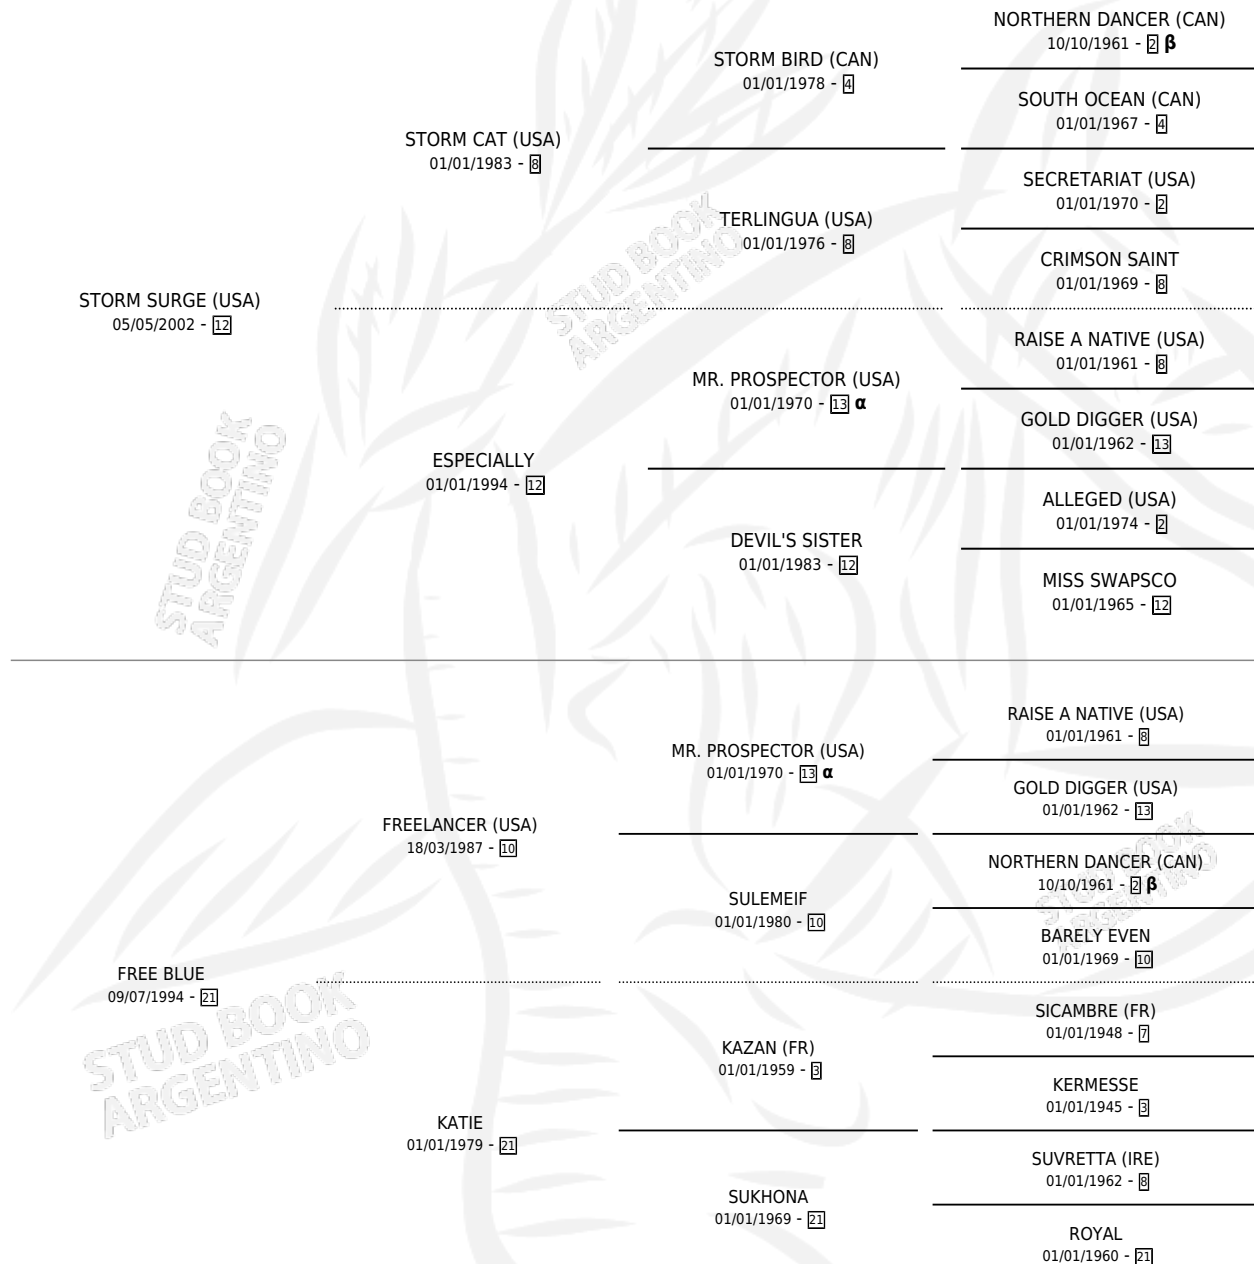 NORTHERN DANCER (CAN)
10/10/1961 - 2 β
STORM BIRD (CAN)
01/01/1978 - 4
SOUTH OCEAN (CAN)
01/01/1967 - 4
STORM CAT (USA)
01/01/1983 - 8
SECRETARIAT (USA)
01/01/1970 - 2
TERLINGUA (USA)
01/01/1976 - 8
CRIMSON SAINT
01/01/1969 - 8
STORM SURGE (USA)
05/05/2002 - 12
RAISE A NATIVE (USA)
01/01/1961 - 8
MR. PROSPECTOR (USA)
01/01/1970 - 13 α
GOLD DIGGER (USA)
01/01/1962 - 13
ESPECIALLY
01/01/1994 - 12
ALLEGED (USA)
01/01/1974 - 2
DEVIL'S SISTER
01/01/1983 - 12
MISS SWAPSCO
01/01/1965 - 12
RAISE A NATIVE (USA)
01/01/1961 - 8
MR. PROSPECTOR (USA)
01/01/1970 - 13 α
GOLD DIGGER (USA)
01/01/1962 - 13
FREELANCER (USA)
18/03/1987 - 10
NORTHERN DANCER (CAN)
10/10/1961 - 2 β
SULEMEIF
01/01/1980 - 10
BARELY EVEN
01/01/1969 - 10
FREE BLUE
09/07/1994 - 21
SICAMBRE (FR)
01/01/1948 - 7
KAZAN (FR)
01/01/1959 - 3
KERMESSE
01/01/1945 - 3
KATIE
01/01/1979 - 21
SUVRETTA (IRE)
01/01/1962 - 8
SUKHONA
01/01/1969 - 21
ROYAL
01/01/1960 - 21
STUD BOOK
ARGENTINO
STUD BOOK
ARGENTINO
STUD BOOK
ARGENTINO
STUD BOOK
ARGENTINO